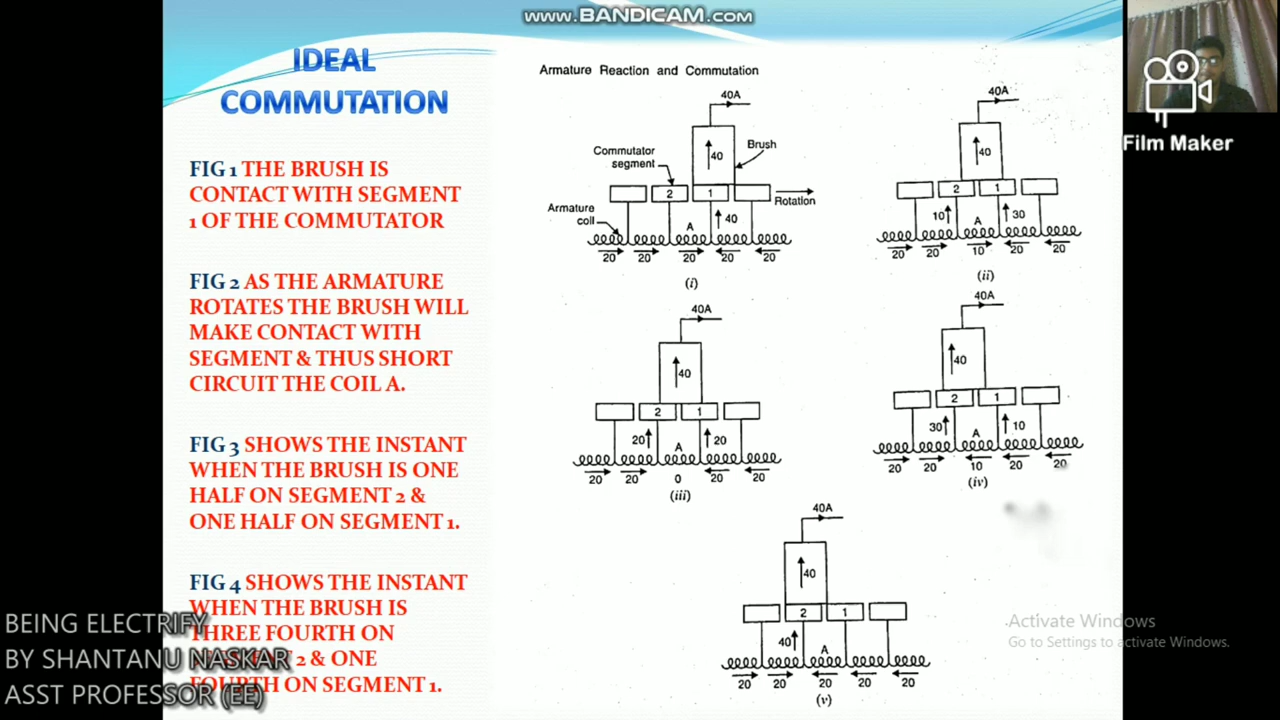 www.BANDICAM.com
IDEAL
COMMUTATION
FIG 1 THE BRUSH IS
CONTACT WITH SEGMENT
1 OF THE COMMUTATOR
FIG 2 AS THE ARMATURE
ROTATES THE BRUSH WILL
MAKE CONTACT WITH
SEGMENT & THUS SHORT
CIRCUIT THE COIL A.
FIG 3 SHOWS THE INSTANT
WHEN THE BRUSH IS ONE
HALF ON SEGMENT 2 &
ONE HALF ON SEGMENT 1.
FIG 4 SHOWS THE INSTANT
WHEN THE BRUSH IS
THREE FOURTH ON
2 & ONE
FOURTH ON SEGMENT 1.
BEING ELECTRIFY
BY SHANTANU NASKAR
ASST PROFESSOR (EE)
Armature Reaction and Commutation
40A
40
Brush
Commutator
segment
2 1
Rotation
Armature
coil
A 40
20 20 20 20 20
(i)
40A
40
2 1
10 A 30
20 20 10 20 20
(ii)
40A
40
2 1
20 A 20
20 20 0 20 20
(iii)
40A
40
2 1
30 A 10
20 20 10 20 20
(iv)
40A
40
2 1
40 A
20 20 20 20 20
(v)
Film Maker
Activate Windows
Go to Settings to activate Windows.